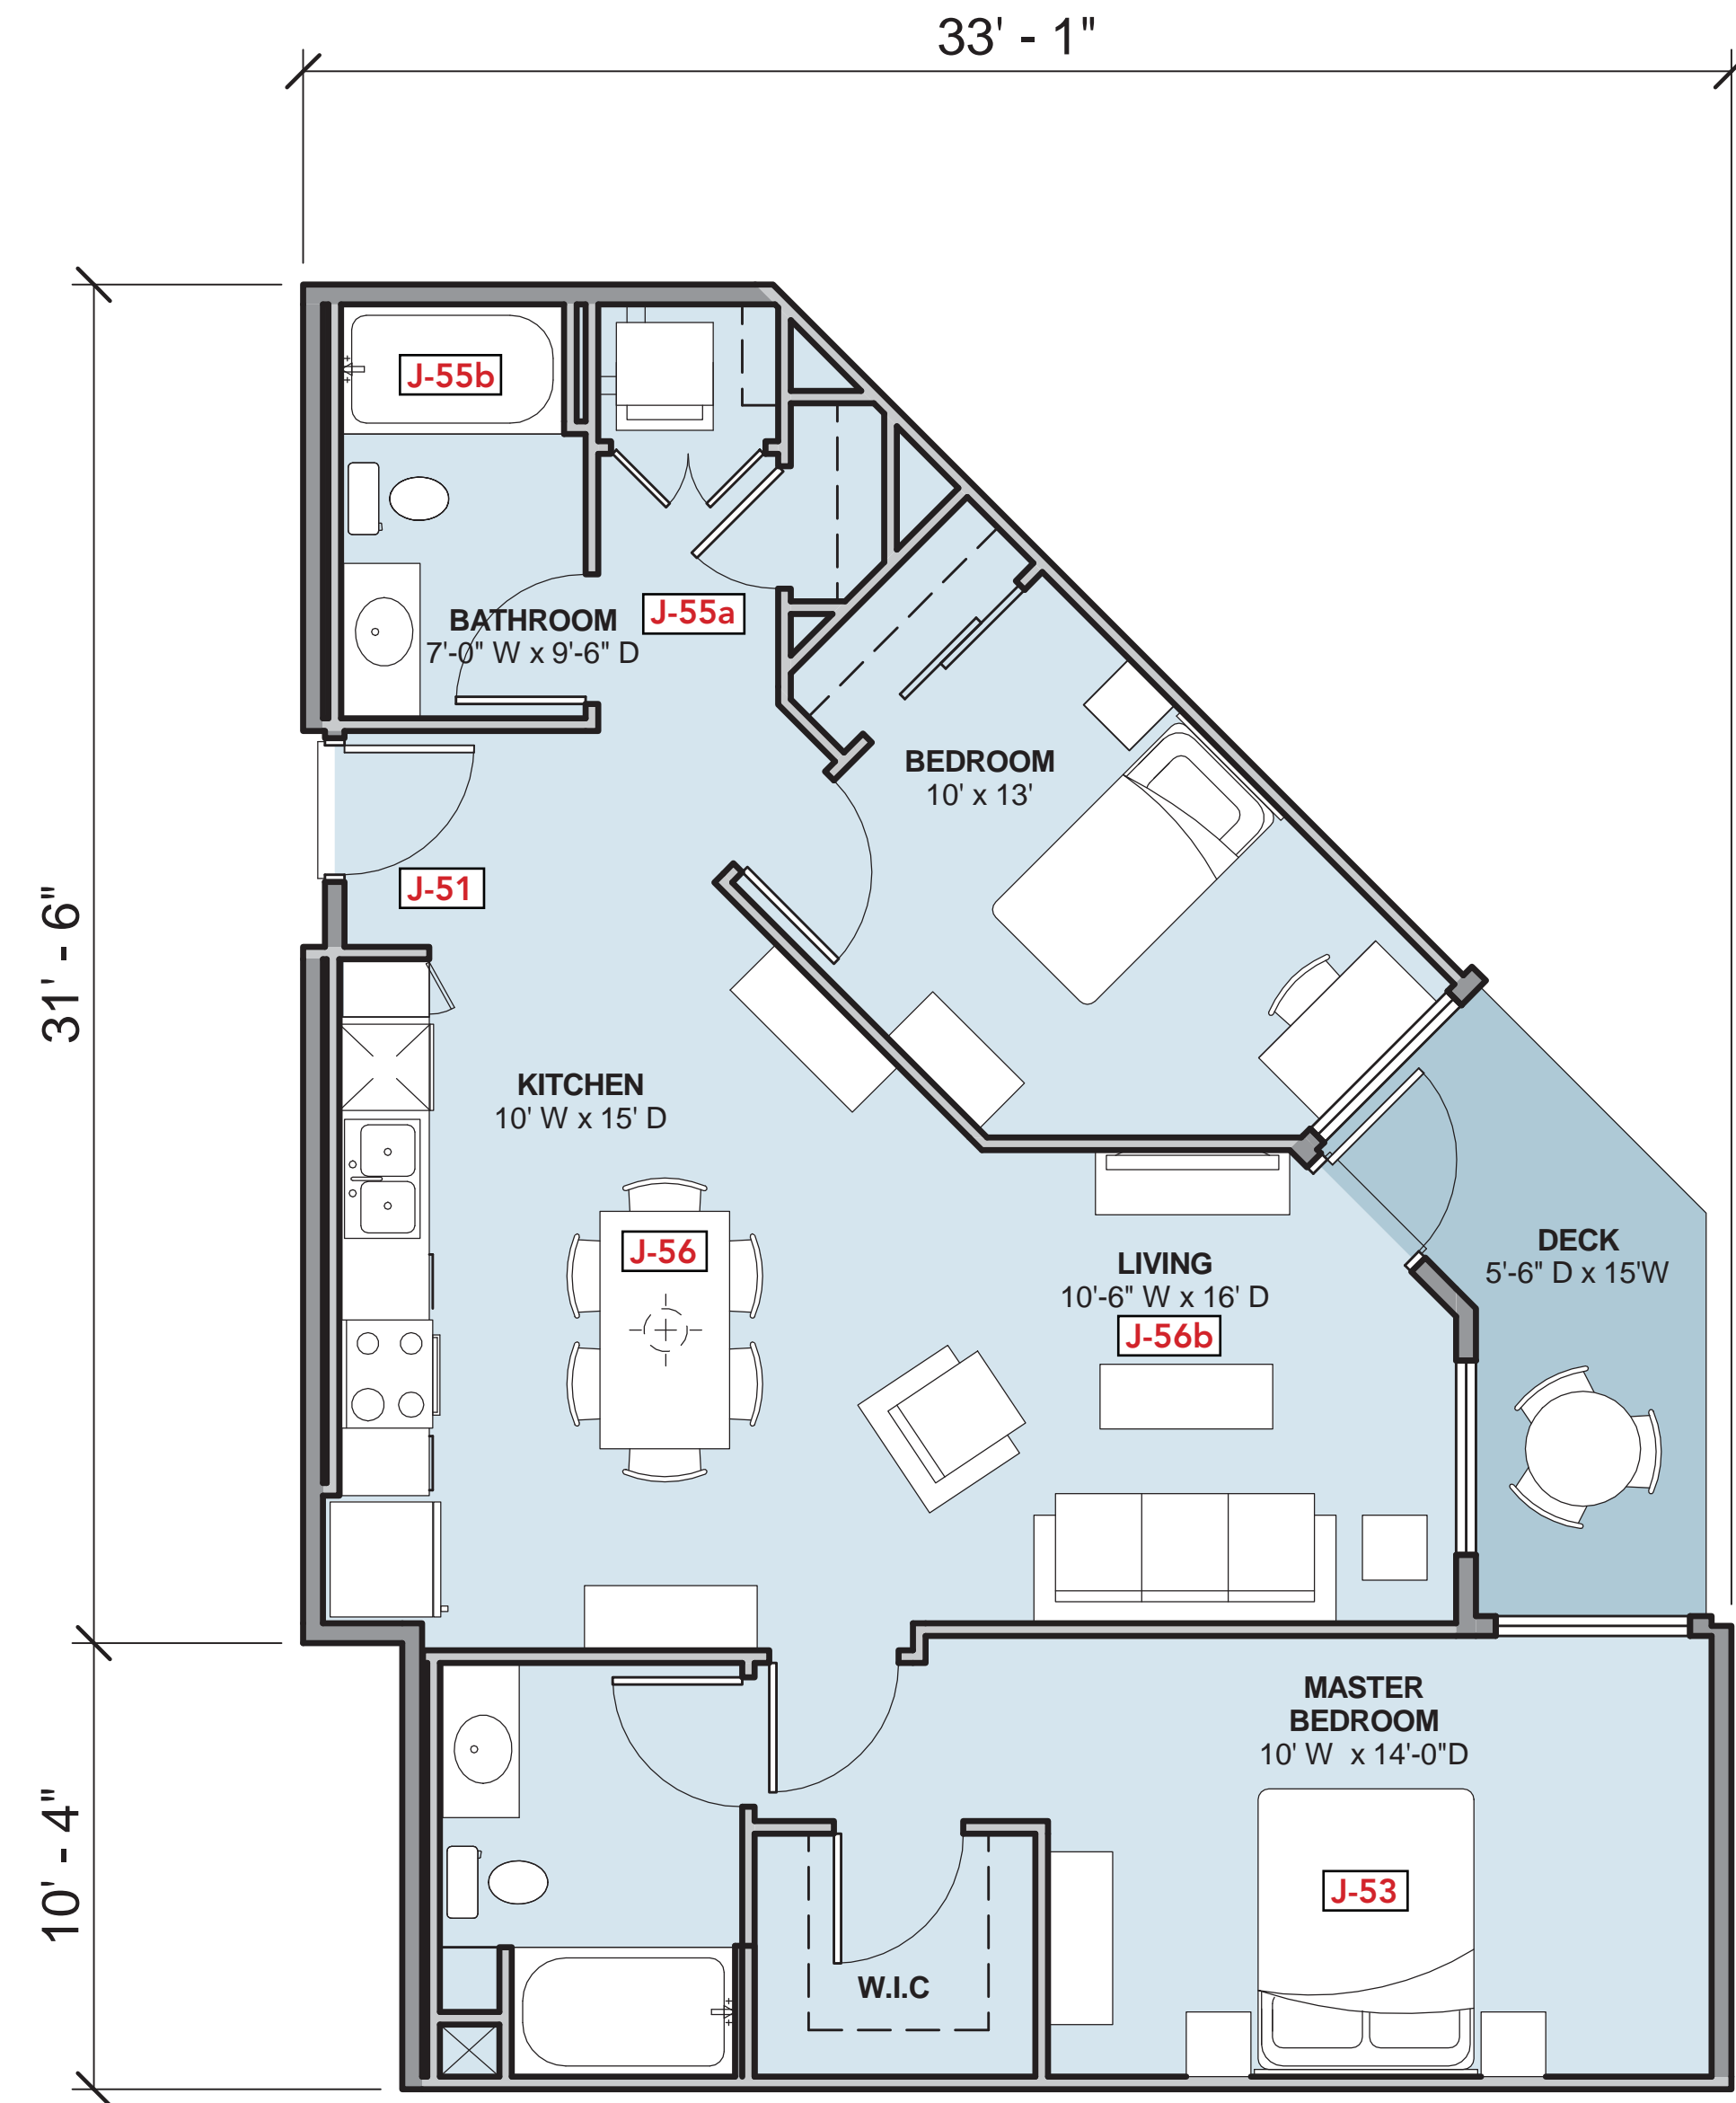 33' - 1"
J-55b
BATHROOM
7'-0" W x 9'-6" D
J-55a
BEDROOM
10' x 13'
J-51
31' - 6"
KITCHEN
10' W x 15' D
J-56
LIVING
10'-6" W x 16' D
J-56b
DECK
5'-6" D x 15'W
MASTER
BEDROOM
10' W x 14'-0"D
10' - 4"
J-53
W.I.C